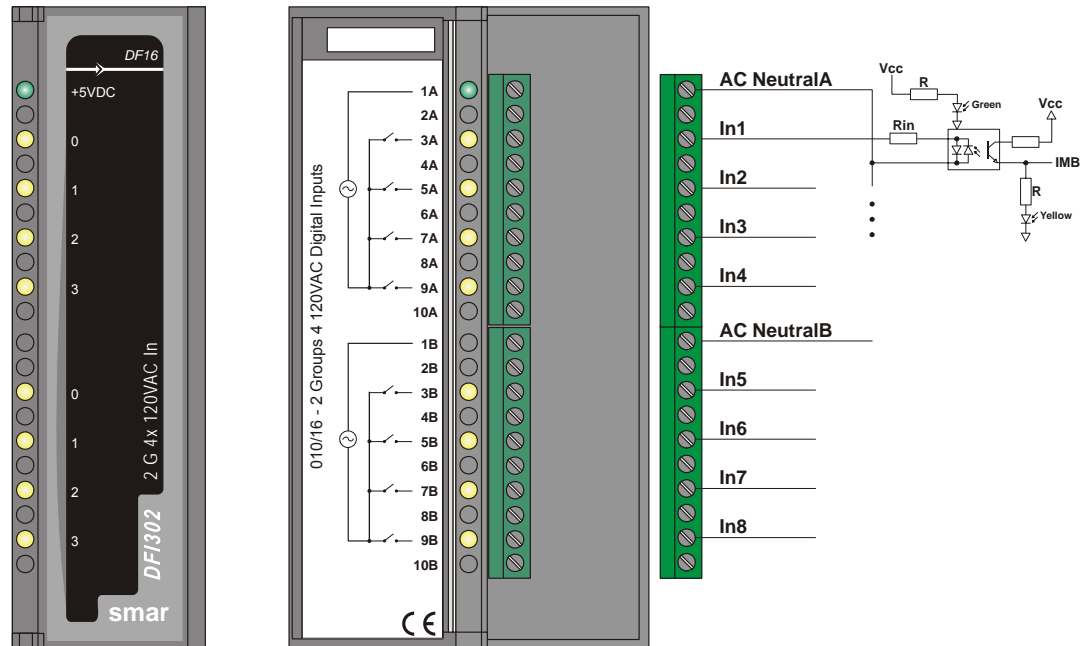 DF16
+5VDC
0
1
2
3
0
1
2
3
2 G 4x 120VAC In
DFI302
smar
010/16 - 2 Groups 4 120VAC Digital Inputs
1A
2A
3A
4A
5A
6A
7A
8A
9A
10A
1B
2B
3B
4B
5B
6B
7B
8B
9B
10B
CE
AC NeutralA
In1
In2
In3
In4
AC NeutralB
In5
In6
In7
In8
Vcc
R
Green
Vcc
Rin
IMB
R
Yellow